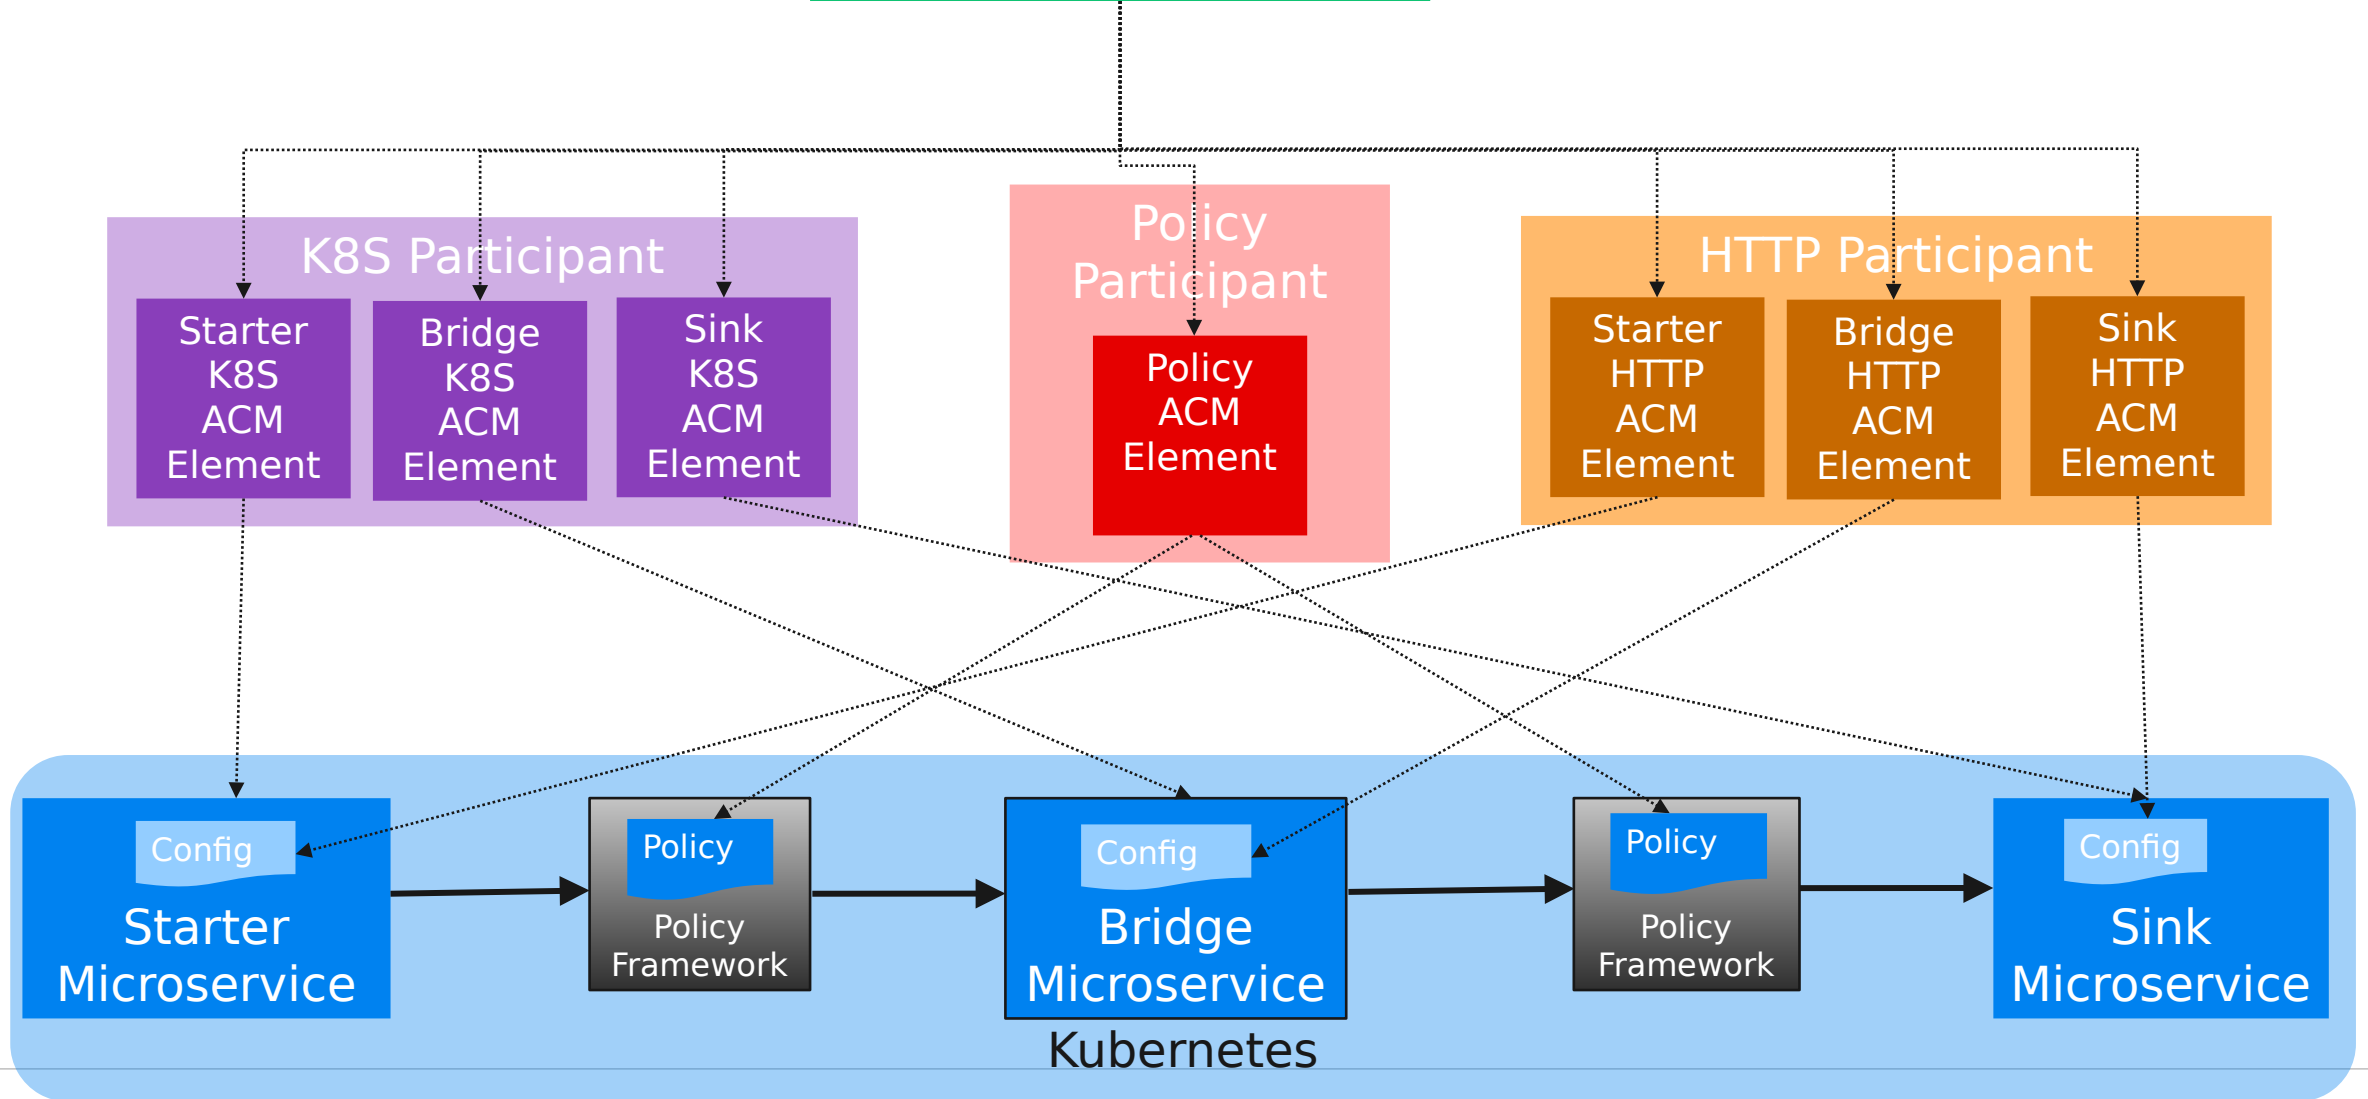 K8S Participant
Starter
K8S
ACM
Element
Bridge
K8S
ACM
Element
Sink
K8S
ACM
Element
Policy
Participant
Policy
ACM
Element
HTTP Participant
Starter
HTTP
ACM
Element
Bridge
HTTP
ACM
Element
Sink
HTTP
ACM
Element
Config
Starter
Microservice
Policy
Policy
Framework
Config
Bridge
Microservice
Policy
Policy
Framework
Config
Sink
Microservice
Kubernetes